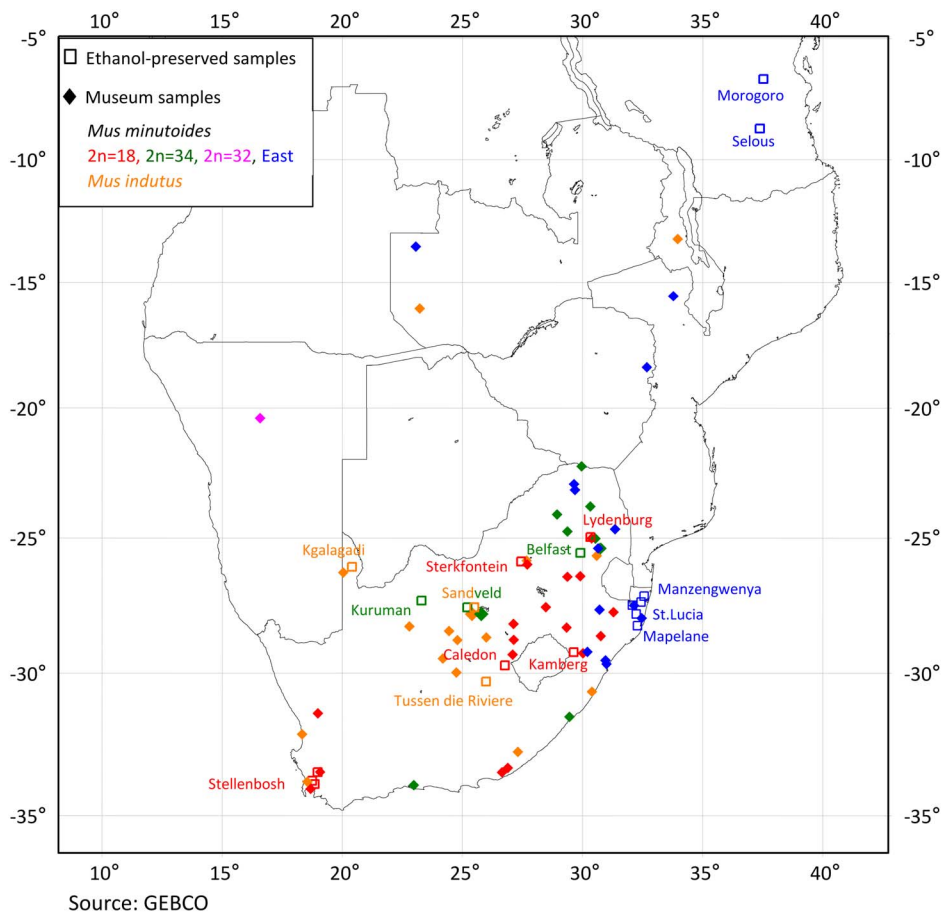 10° 15° 20° 25° 30° 35° 40°
-5° -5°
Ethanol-preserved samples
Museum samples
Mus minutoides
2n=18, 2n=34, 2n=32, East
Mus indutus
Morogoro
Selous
-10° -10°
-15° -15°
-20° -20°
-25° -25°
Lydenburg
Belfast
Kgalagadi
Sterkfontein
Manzengwenya
Sandveld
Kuruman
St.Lucia
Mapelane
Caledon
Kamberg
-30° -30°
Tussen die Riviere
Stellenbosh
-35° -35°
10° 15° 20° 25° 30° 35° 40°
Source: GEBCO